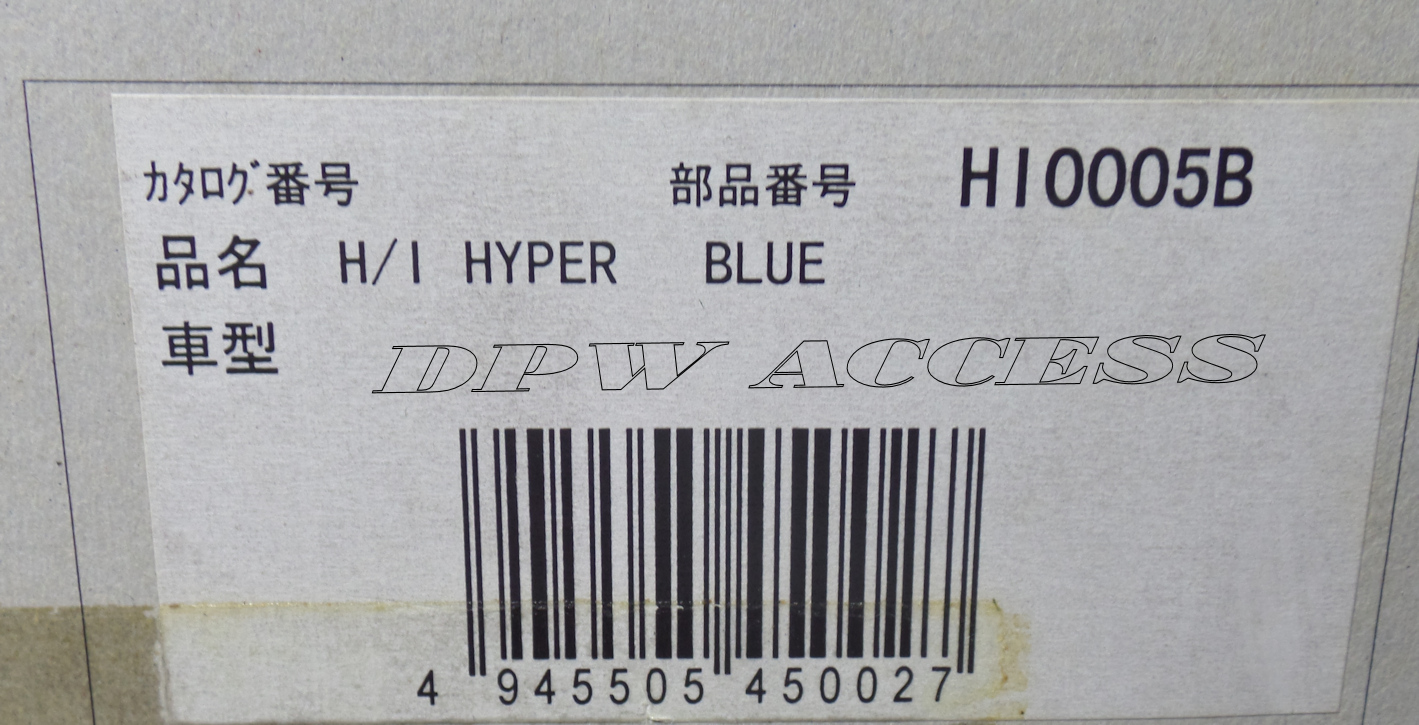 ｶﾀﾛｸﾞ番号 部品番号 HI0005B
品名 H/I HYPER BLUE
車型
DPW ACCESS
4 945505 450027